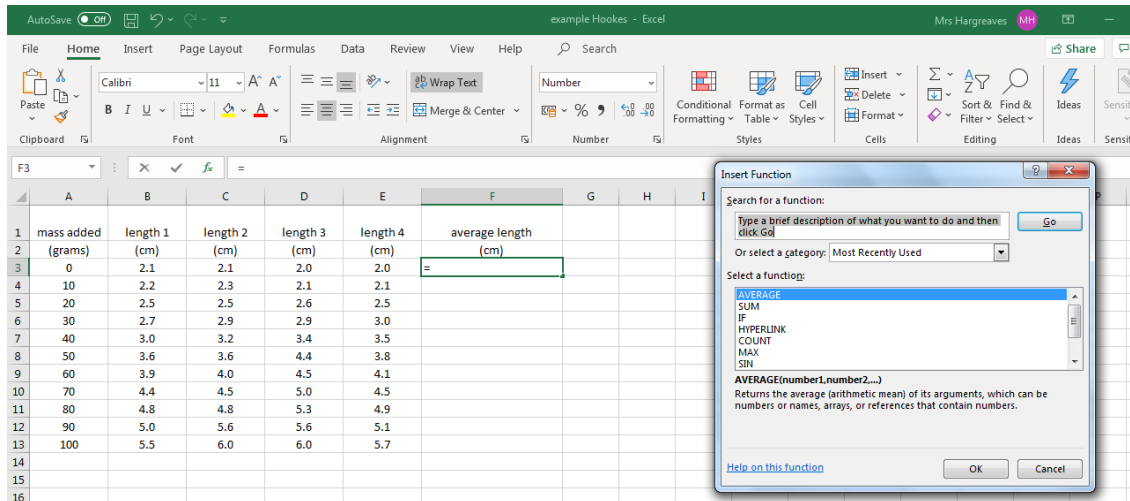 AutoSave Off example Hookes - Excel Mrs Hargreaves MH
File Home Insert Page Layout Formulas Data Review View Help Search Share
Calibri 11 A^ A˅ ab Wrap Text Number Insert Σ
Paste B I U A Merge & Center % 9 .00 Conditional Format as Cell Delete Sort & Find & Ideas
Formatting Table Styles Format Filter Select
Clipboard Font Alignment Number Styles Cells Editing Ideas
F3 fx =
A B C D E F G H I
1 mass added length 1 length 2 length 3 length 4 average length
2 (grams) (cm) (cm) (cm) (cm) (cm)
3 0 2.1 2.1 2.0 2.0 =
4 10 2.2 2.3 2.1 2.1
5 20 2.5 2.5 2.6 2.5
6 30 2.7 2.9 2.9 3.0
7 40 3.0 3.2 3.4 3.5
8 50 3.6 3.6 4.4 3.8
9 60 3.9 4.0 4.5 4.1
10 70 4.4 4.5 5.0 4.5
11 80 4.8 4.8 5.3 4.9
12 90 5.0 5.6 5.6 5.1
13 100 5.5 6.0 6.0 5.7
14
15
16
Insert Function
Search for a function:
Type a brief description of what you want to do and then
click Go
Go
Or select a category: Most Recently Used
Select a function:
AVERAGE
SUM
IF
HYPERLINK
COUNT
MAX
SIN
AVERAGE(number1,number2,...)
Returns the average (arithmetic mean) of its arguments, which can be
numbers or names, arrays, or references that contain numbers.
Help on this function OK Cancel